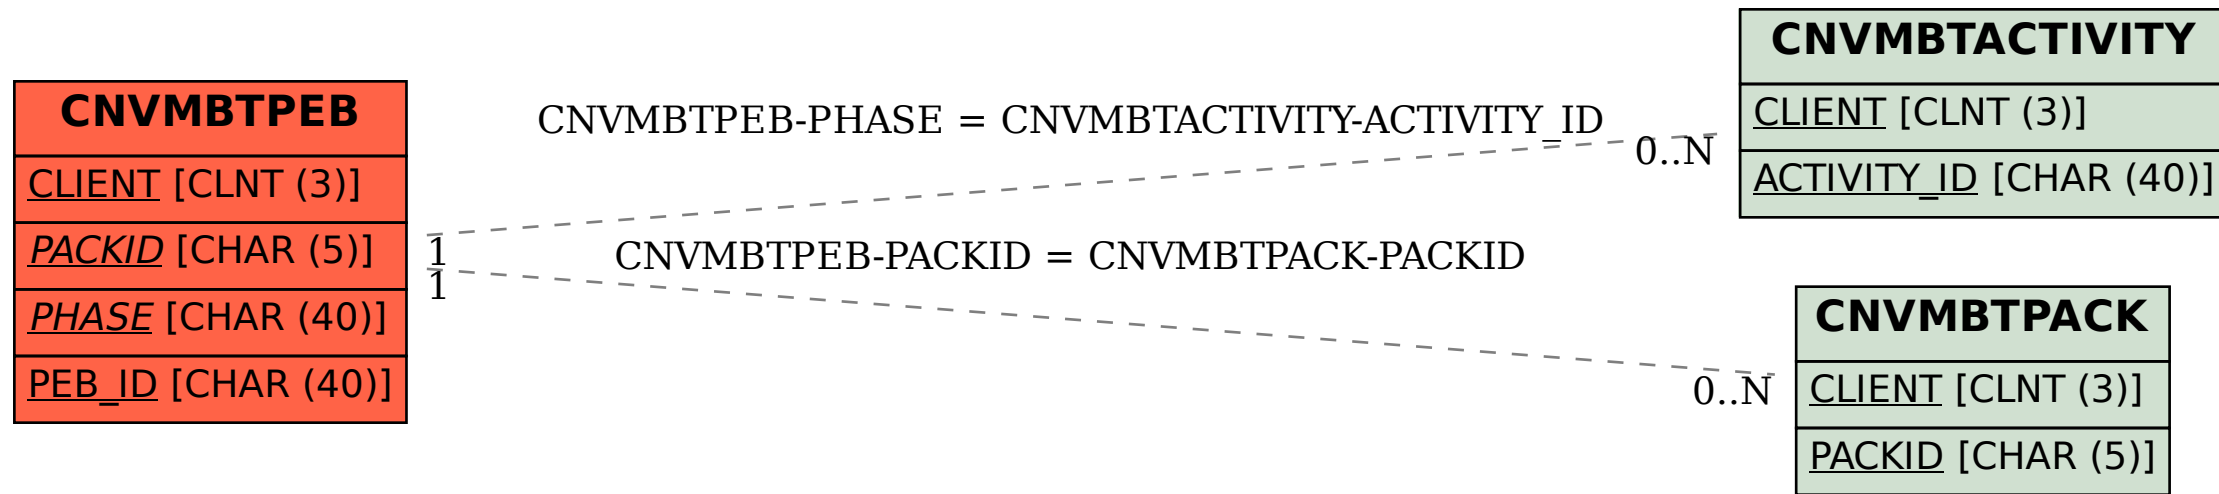 CNVMBTPEB
CLIENT [CLNT (3)]
PACKID [CHAR (5)]
PHASE [CHAR (40)]
PEB_ID [CHAR (40)]
CNVMBTPEB-PHASE = CNVMBTACTIVITY-ACTIVITY_ID
1
0..N
CNVMBTPEB-PACKID = CNVMBTPACK-PACKID
1
0..N
CNVMBTACTIVITY
CLIENT [CLNT (3)]
ACTIVITY_ID [CHAR (40)]
CNVMBTPACK
CLIENT [CLNT (3)]
PACKID [CHAR (5)]